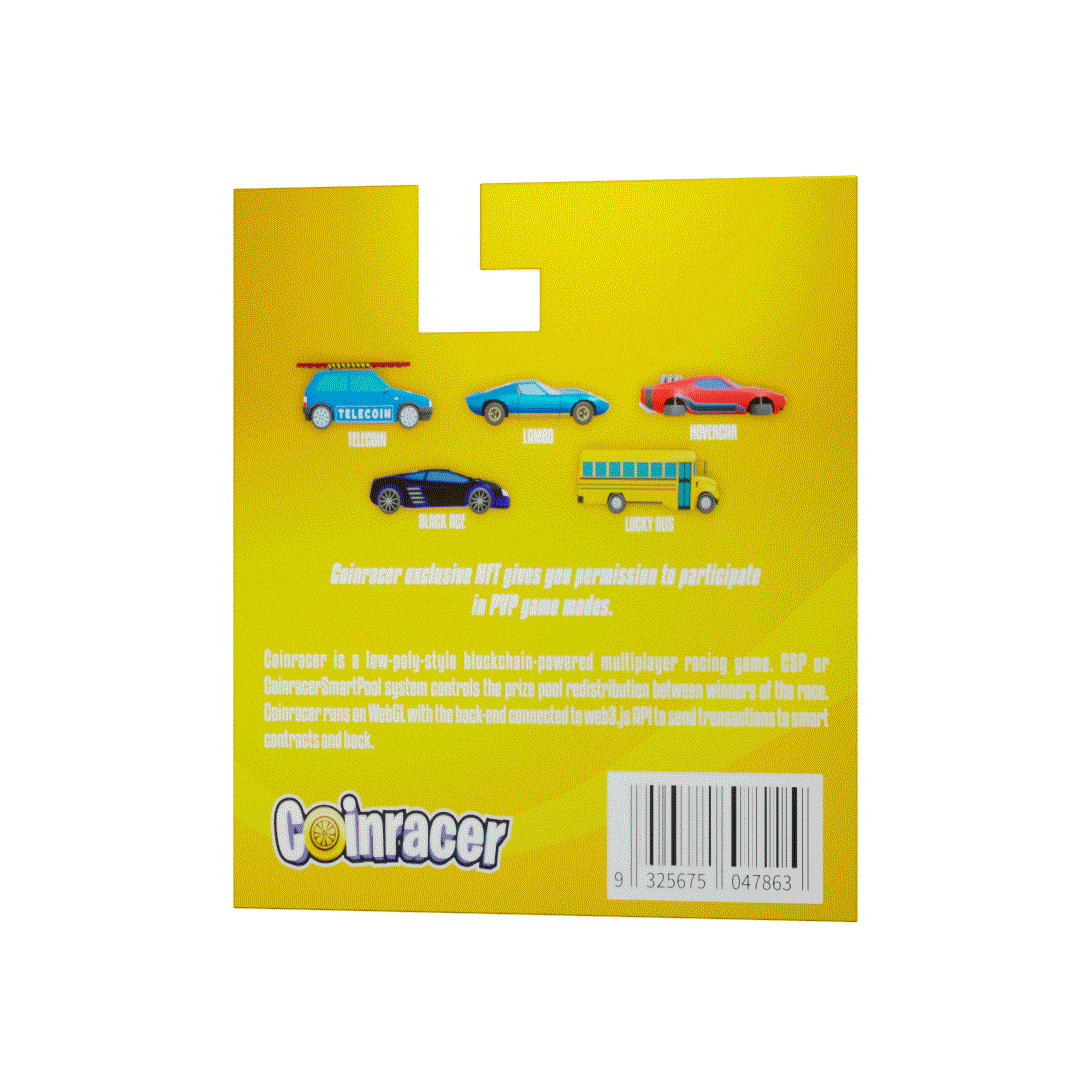 TELECOIN
TELECOIN
LAMBO
HOVERCAR
BLACK ACE
LUCKY BUS
Coinracer exclusive NFT gives you permission to participate
in PVP game modes.
Coinracer is a low-poly-style blockchain-powered multiplayer racing game. CSP or
CoinracerSmartPool system controls the prize pool redistribution between winners of the race.
Coinracer runs on WebGL with the back-end connected to web3.js API to send transactions to smart
contracts and back.
Coinracer
9 325675 047863